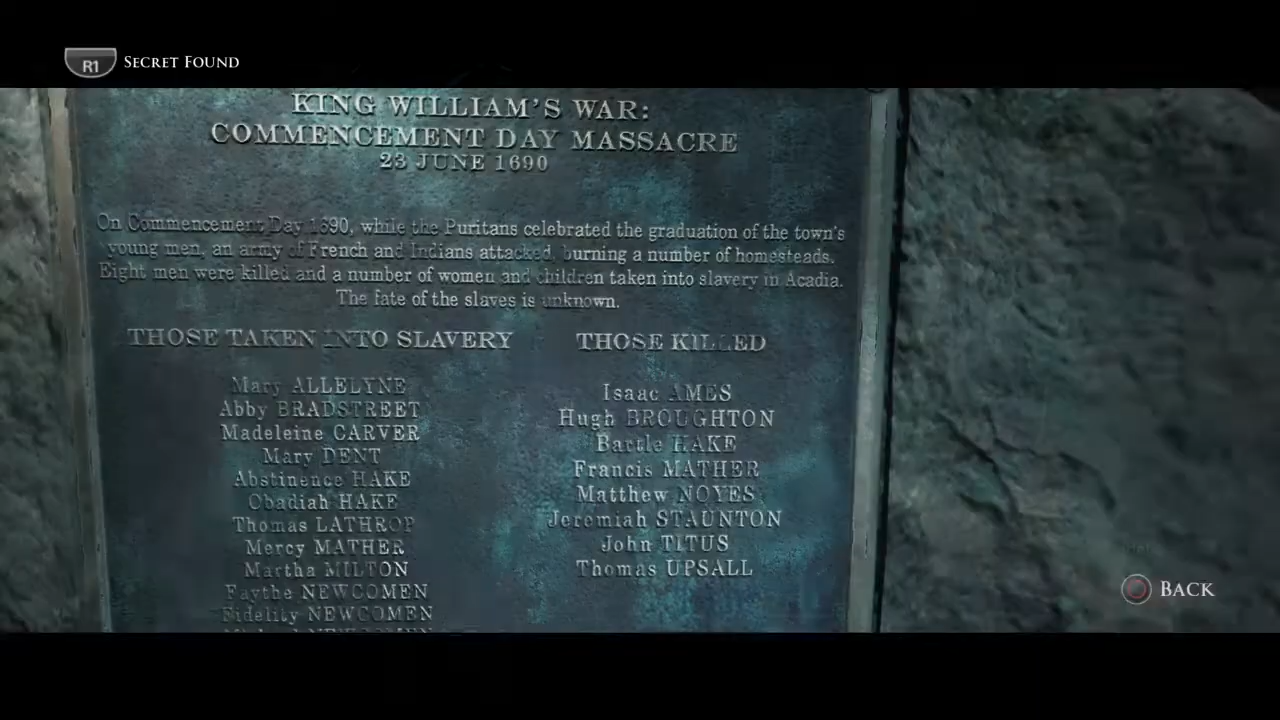 R1 SECRET FOUND
KING WILLIAM'S WAR:
COMMENCEMENT DAY MASSACRE
23 JUNE 1690
On Commencement Day 1690, while the Puritans celebrated the graduation of the town's
young men, an army of French and Indians attacked, burning a number of homesteads.
Eight men were killed and a number of women and children taken into slavery in Acadia.
The fate of the slaves is unknown.
THOSE TAKEN INTO SLAVERY
Mary ALLELYNE
Abby BRADSTREET
Madeleine CARVER
Mary DENT
Abstinence HAKE
Obadiah HAKE
Thomas LATHROP
Mercy MATHER
Martha MILTON
Faythe NEWCOMEN
Fidelity NEWCOMEN
THOSE KILLED
Isaac AMES
Hugh BROUGHTON
Bartle HAKE
Francis MATHER
Matthew NOYES
Jeremiah STAUNTON
John TITUS
Thomas UPSALL
BACK